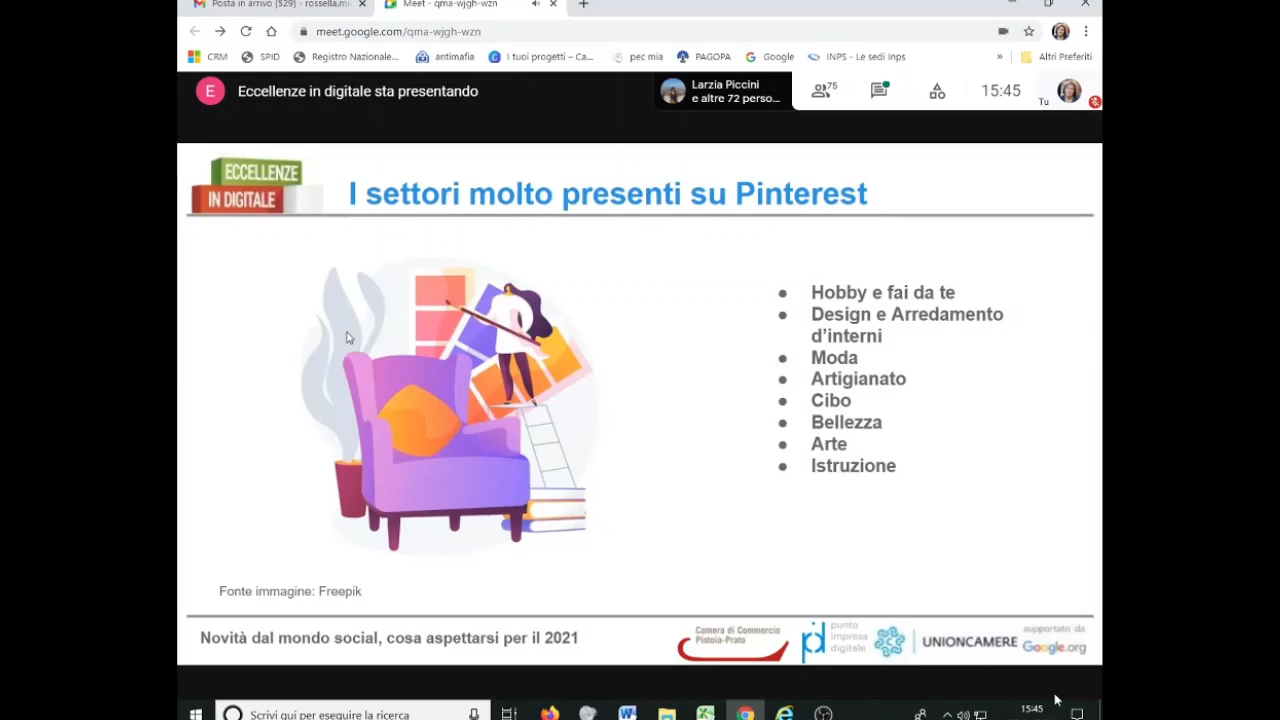 Posta in arrivo (529) - rossella.m
Meet - qma-wjgh-wzn
meet.google.com/qma-wjgh-wzn
CRM
SPID
Registro Nazionale...
antimafia
I tuoi progetti – Ca...
pec mia
PAGOPA
Google
INPS - Le sedi Inps
»
Altri Preferiti
E
Eccellenze in digitale sta presentando
Larzia Piccini
e altre 72 perso...
75
15:45
Tu
ECCELLENZE
IN DIGITALE
I settori molto presenti su Pinterest
● Hobby e fai da te
● Design e Arredamento
d’interni
● Moda
● Artigianato
● Cibo
● Bellezza
● Arte
● Istruzione
Fonte immagine: Freepik
Novità dal mondo social, cosa aspettarsi per il 2021
Camera di Commercio
Pistoia-Prato
pid
punto
impresa
digitale
UNIONCAMERE
supportato da
Google.org
Scrivi qui per eseguire la ricerca
15:45